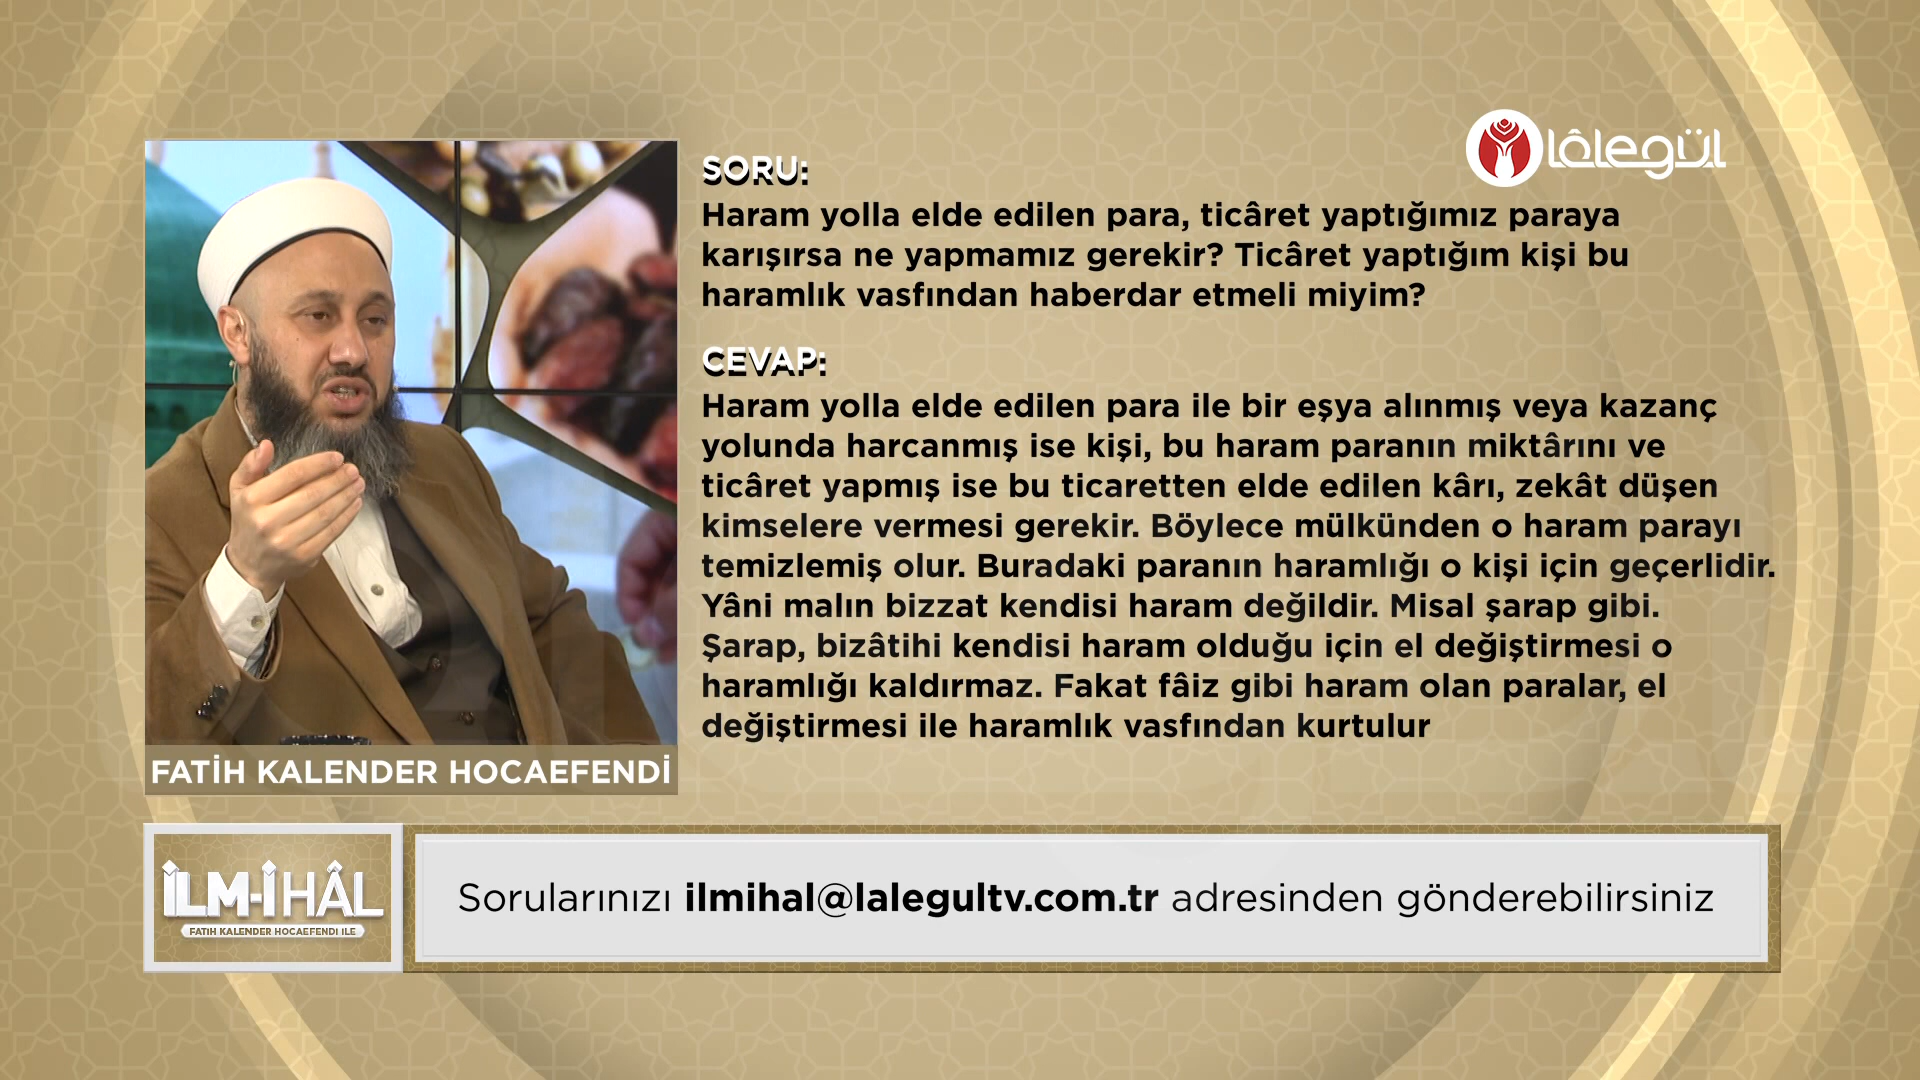 lâlegül
SORU:
Haram yolla elde edilen para, ticâret yaptığımız paraya
karışırsa ne yapmamız gerekir? Ticâret yaptığım kişi bu
haramlık vasfından haberdar etmeli miyim?
CEVAP:
Haram yolla elde edilen para ile bir eşya alınmış veya kazanç
yolunda harcanmış ise kişi, bu haram paranın miktârını ve
ticâret yapmış ise bu ticaretten elde edilen kârı, zekât düşen
kimselere vermesi gerekir. Böylece mülkünden o haram parayı
temizlemiş olur. Buradaki paranın haramlığı o kişi için geçerlidir.
Yâni malın bizzat kendisi haram değildir. Misal şarap gibi.
Şarap, bizâtihi kendisi haram olduğu için el değiştirmesi o
haramlığı kaldırmaz. Fakat fâiz gibi haram olan paralar, el
değiştirmesi ile haramlık vasfından kurtulur
FATİH KALENDER HOCAEFENDİ
İLM-İHÂL
FATİH KALENDER HOCAEFENDİ İLE
Sorularınızı ilmihal@lalegultv.com.tr adresinden gönderebilirsiniz